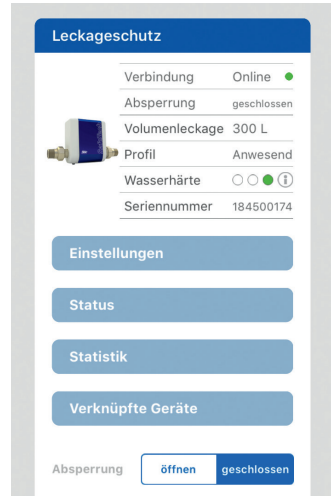 Leckageschutz
Verbindung Online
Absperrung geschlossen
Volumenleckage 300 L
Profil Anwesend
Wasserhärte
Seriennummer 184500174
Einstellungen
Status
Statistik
Verknüpfte Geräte
Absperrung öffnen geschlossen